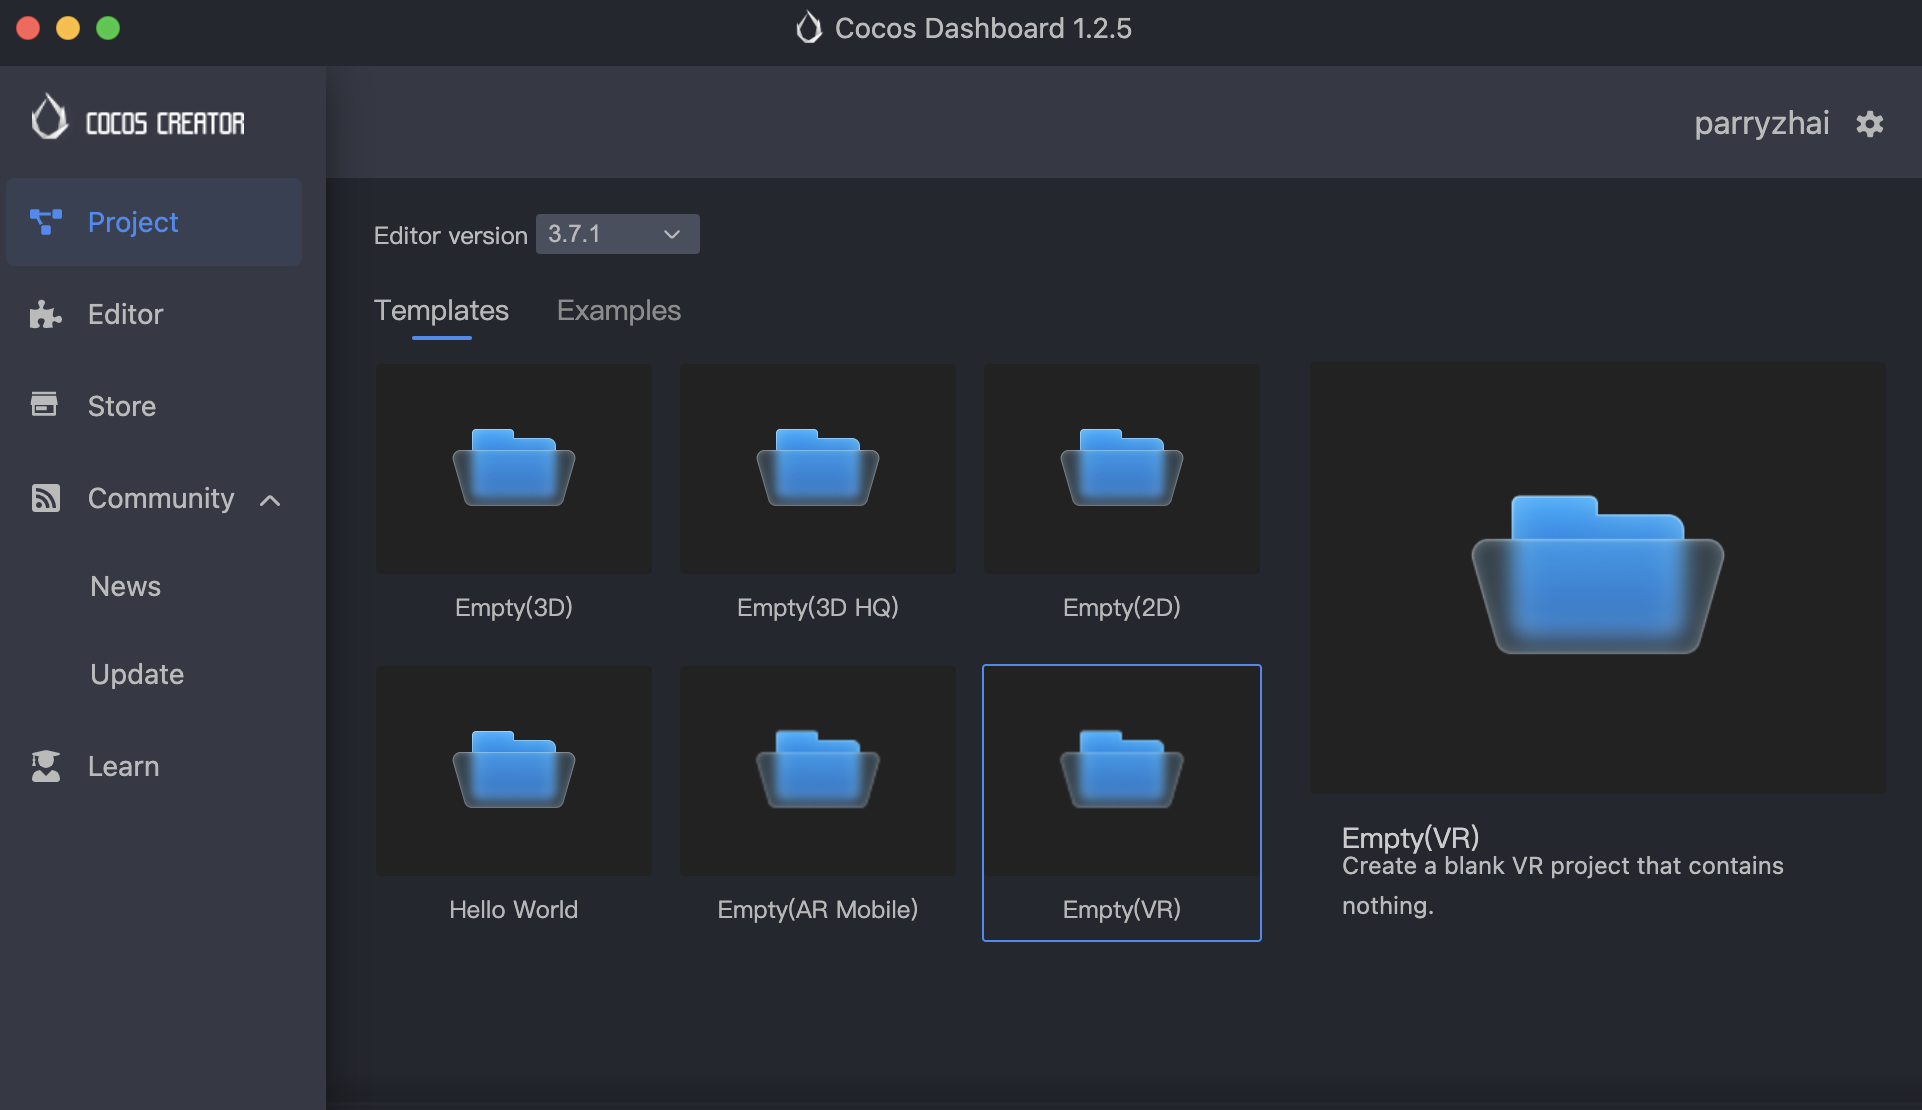 Cocos Dashboard 1.2.5
COCOS CREATOR
parryzhai
Project
Editor
Store
Community
News
Update
Learn
Editor version 3.7.1
Templates Examples
Empty(3D) Empty(3D HQ) Empty(2D)
Hello World Empty(AR Mobile) Empty(VR)
Empty(VR)
Create a blank VR project that contains
nothing.